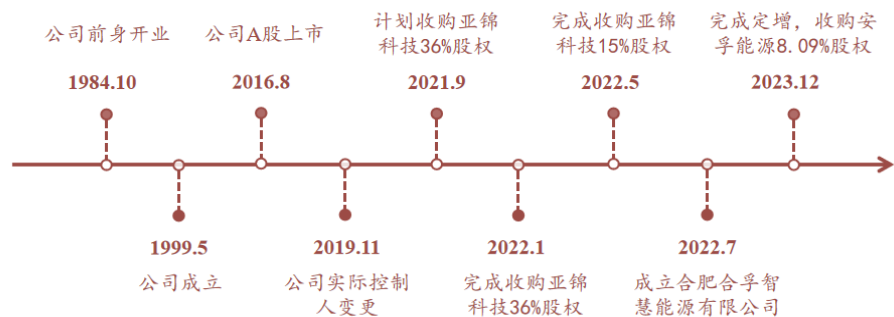 公司前身开业
1984.10
公司A股上市
2016.8
计划收购亚锦
科技36%股权
2021.9
完成收购亚锦
科技15%股权
2022.5
完成定增，收购安
孚能源8.09%股权
2023.12
1999.5
公司成立
2019.11
公司实际控制
人变更
2022.1
完成收购亚锦
科技36%股权
2022.7
成立合肥合孚智
慧能源有限公司